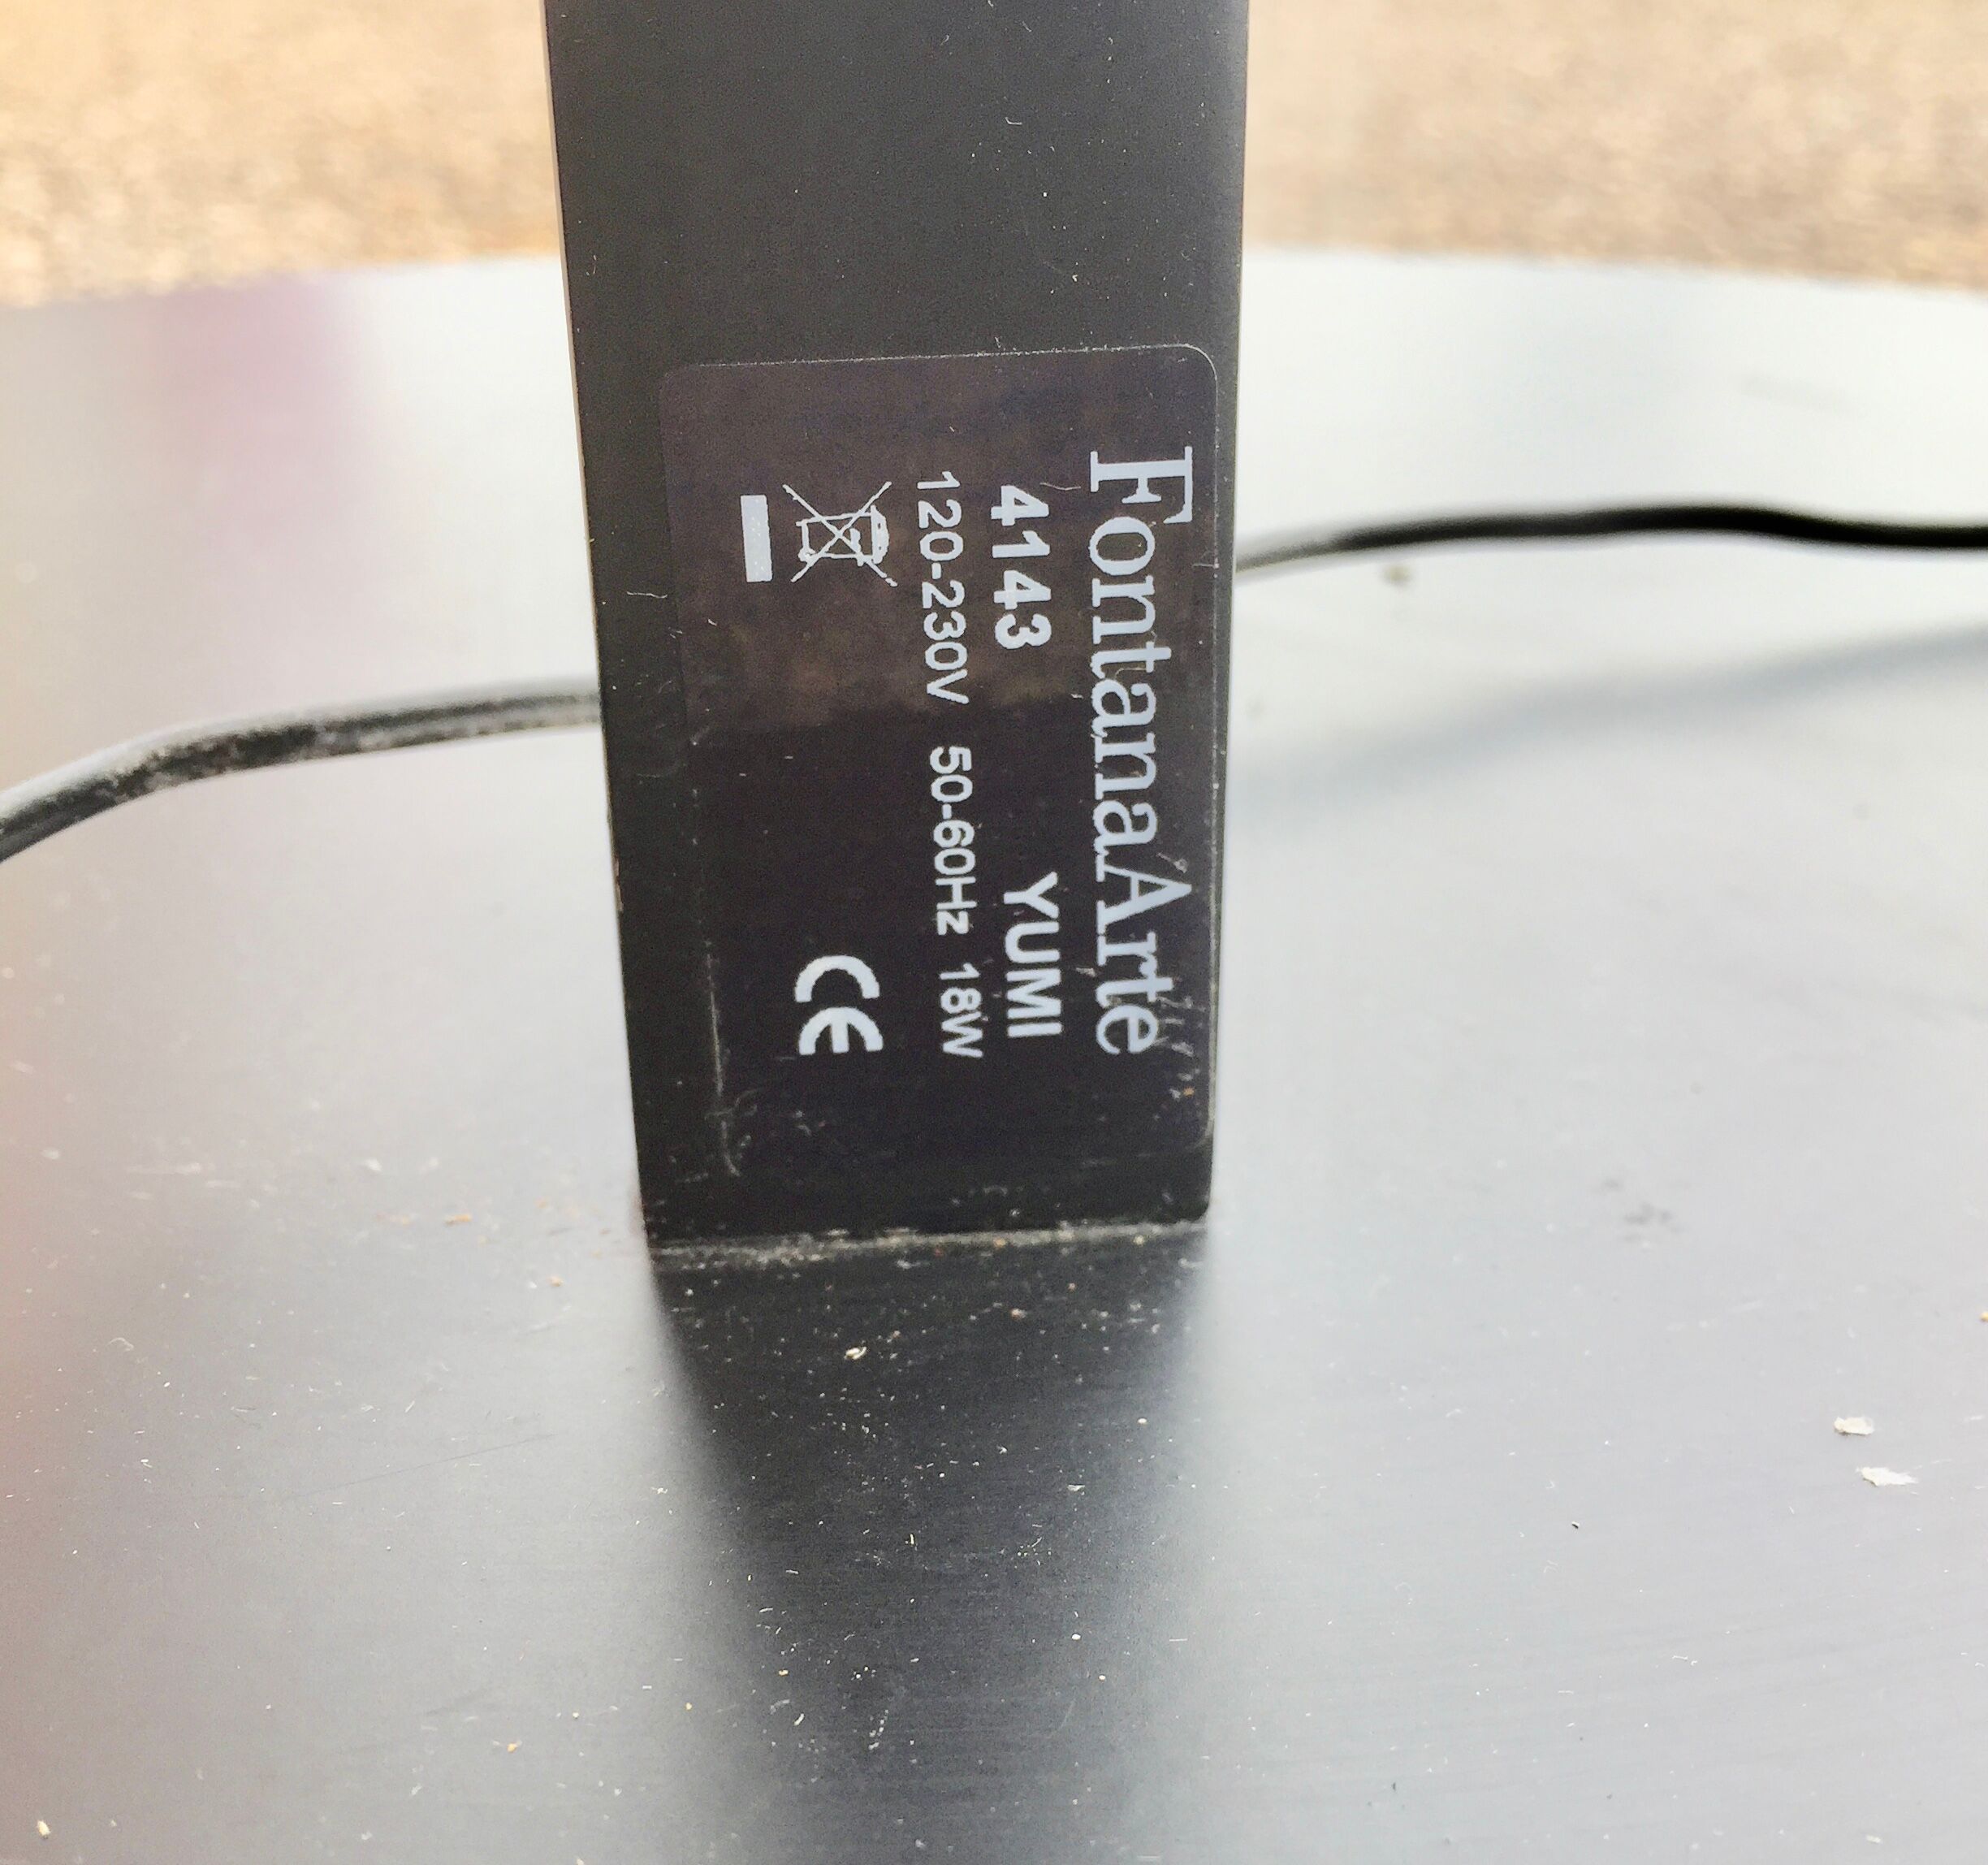 FontanaArte
4143 YUMI
120-230V 50-60Hz 18W
CE